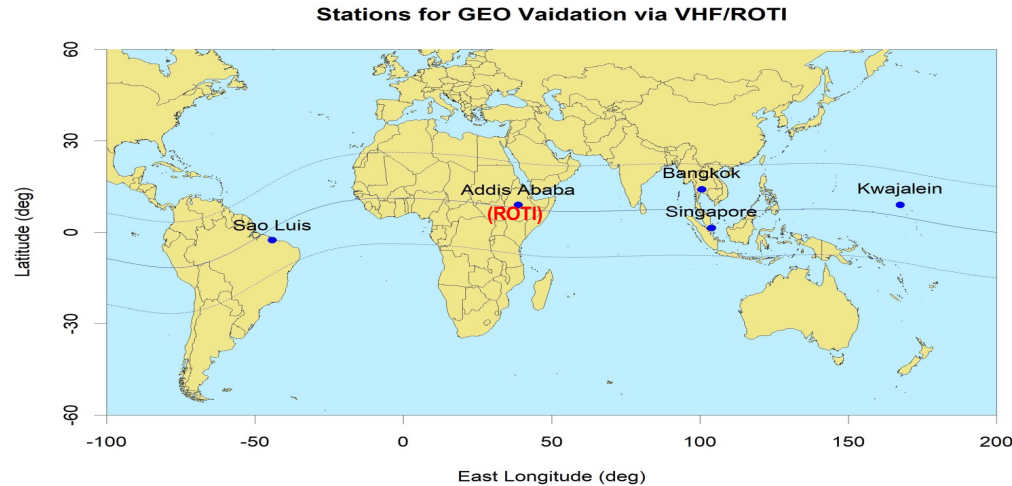 Stations for GEO Vaidation via VHF/ROTI
60
30
0
-30
-60
Latitude (deg)
Bangkok
Addis Ababa
Kwajalein
(ROTI)
Singapore
Sao Luis
-100
-50
0
50
100
150
200
East Longitude (deg)